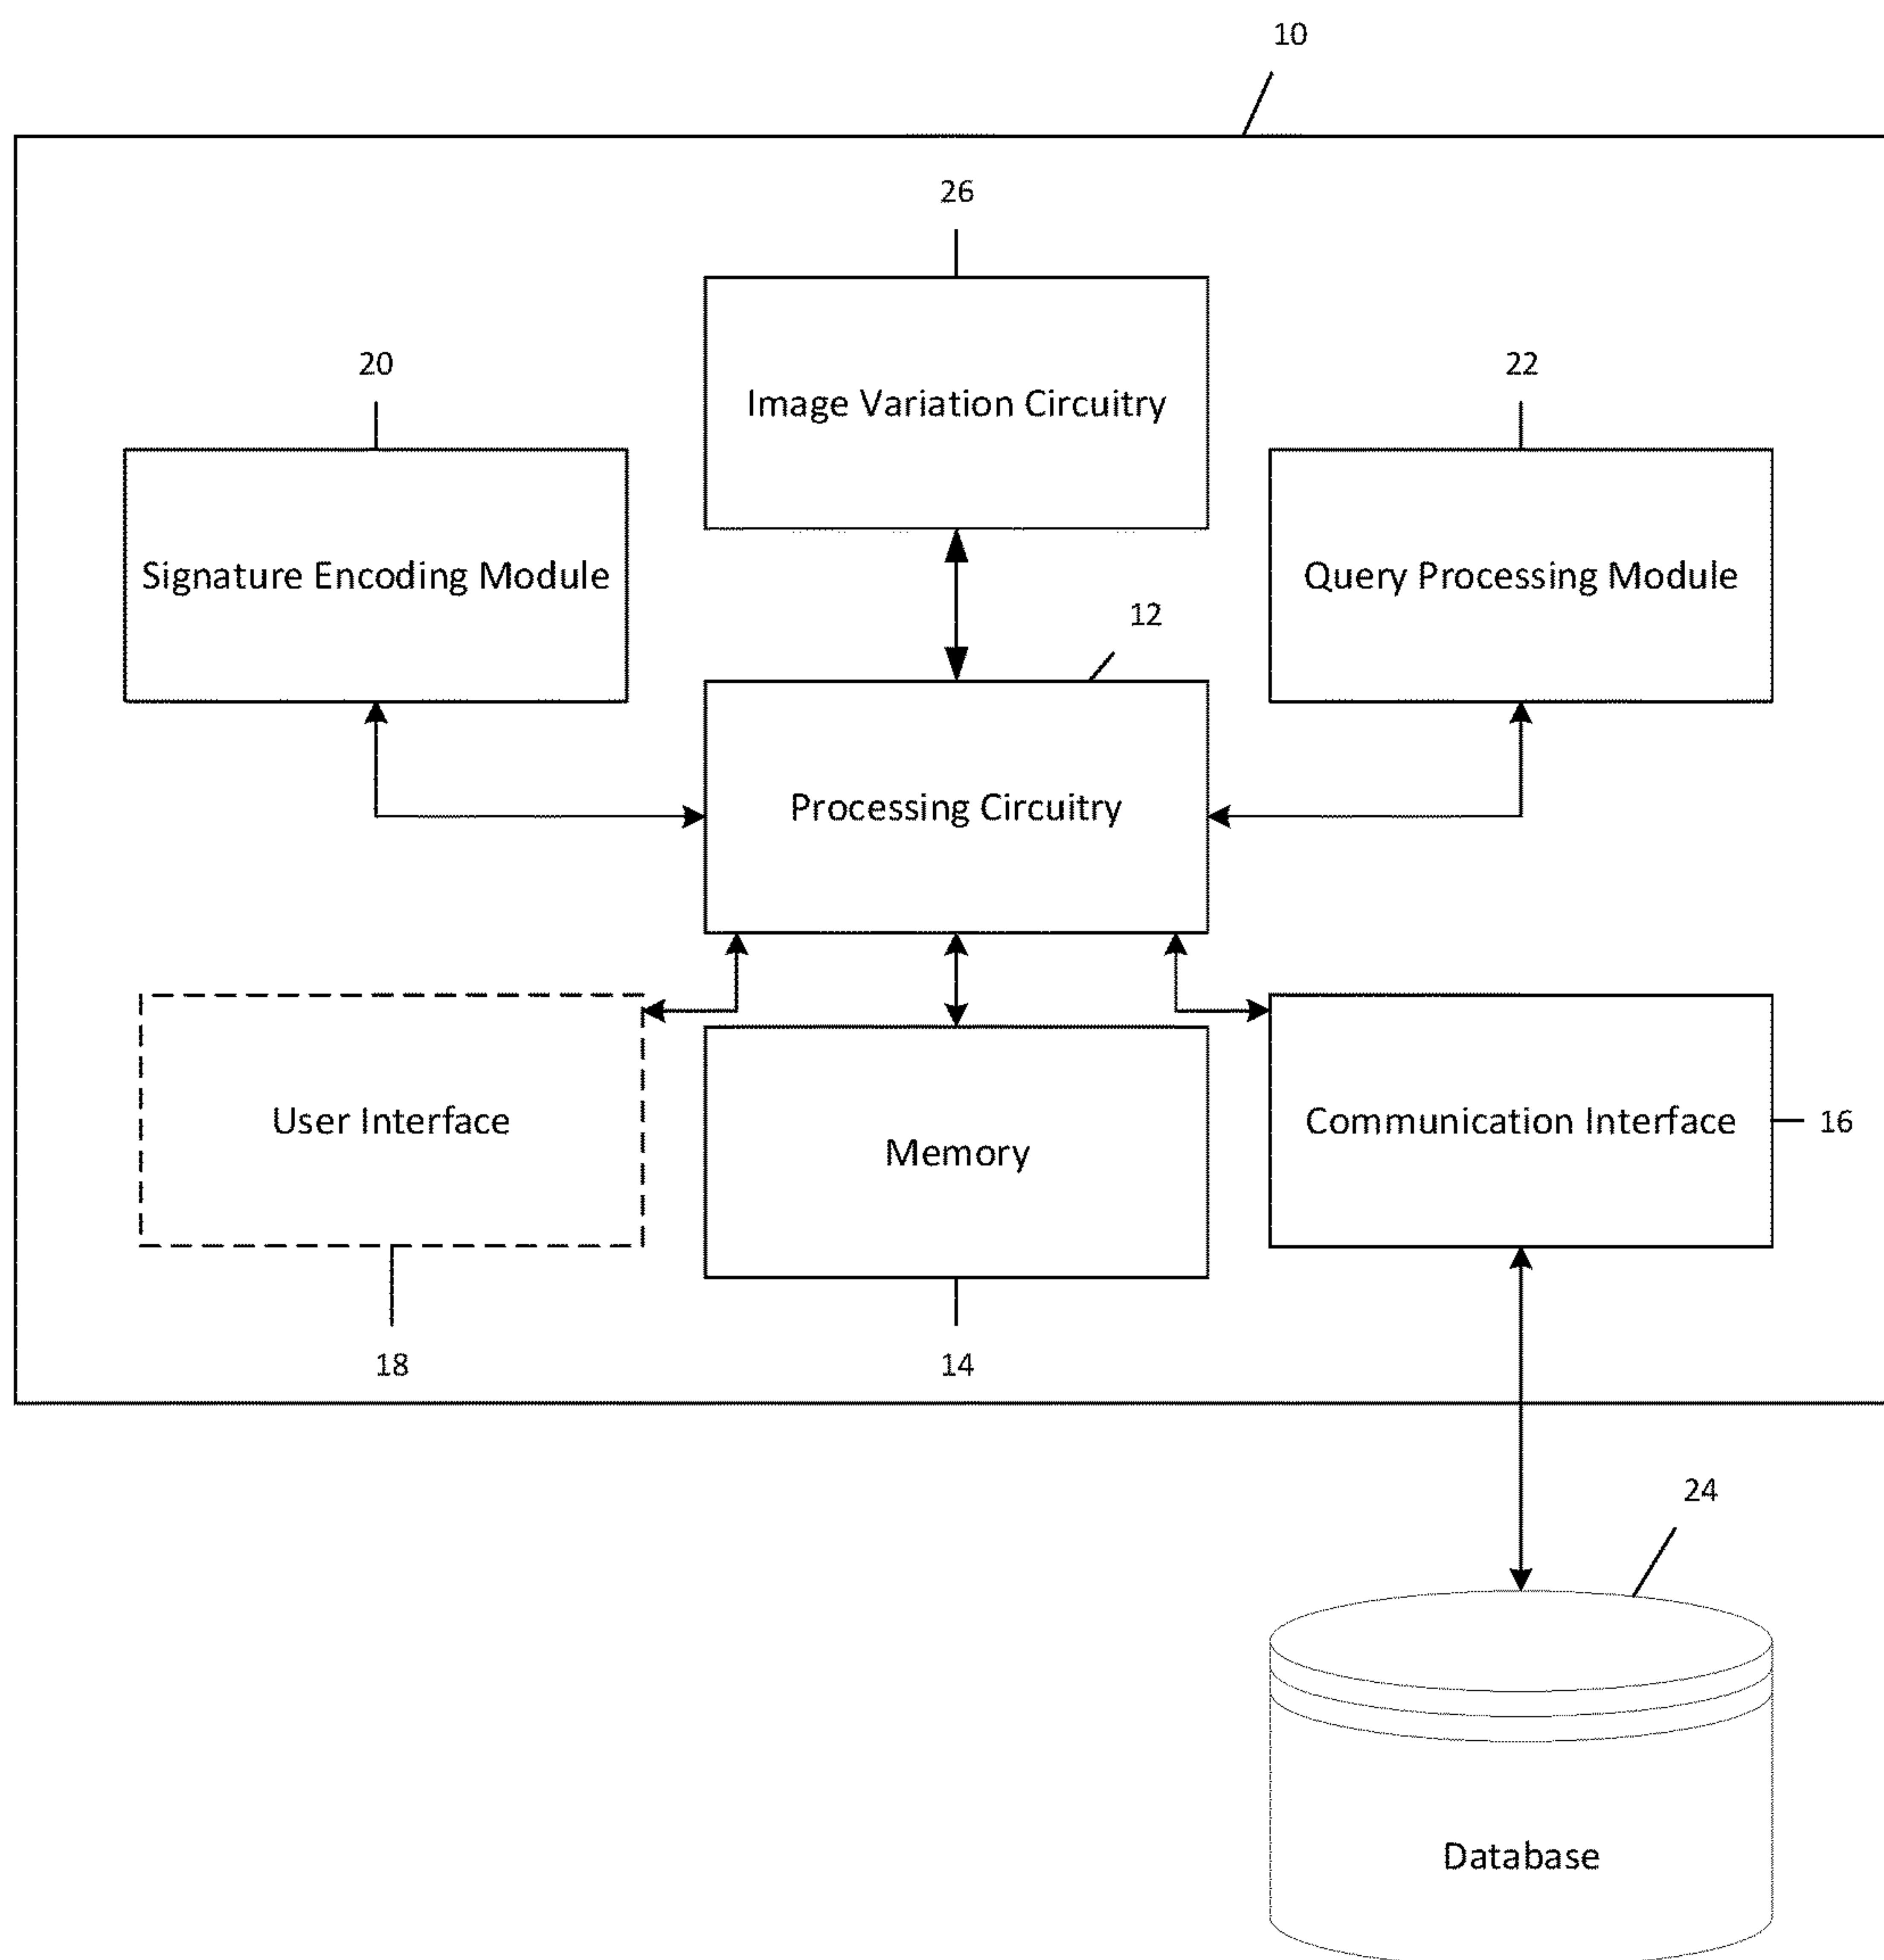 10
26
20
22
Image Variation Circuitry
Signature Encoding Module
Query Processing Module
12
Processing Circuitry
User Interface
Memory
Communication Interface
16
18
14
24
Database